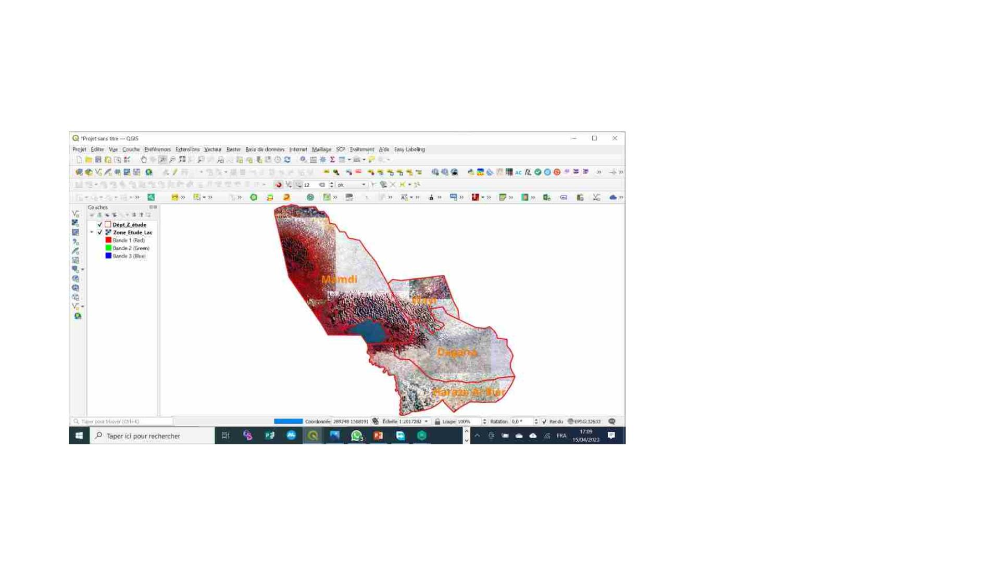 *Projet sans titre — QGIS
Projet Éditer Vue Couche Préférences Extensions Vecteur Raster Base de données Internet Maillage SCP Traitement Aide Easy Labeling
12 px
Couches
Dépt_Z_étude
Zone_Etude_Lac
Bande 1 (Red)
Bande 2 (Green)
Bande 3 (Blue)
Mamdi
Wayi
Dagana
Haraze Al Biar
Taper pour trouver (Ctrl+K)
Coordonnée 289248 1508191 Échelle 1:2017282 Loupe 100% Rotation 0,0 ° Rendu EPSG:32633
Taper ici pour rechercher
FRA
17:09
15/04/2023